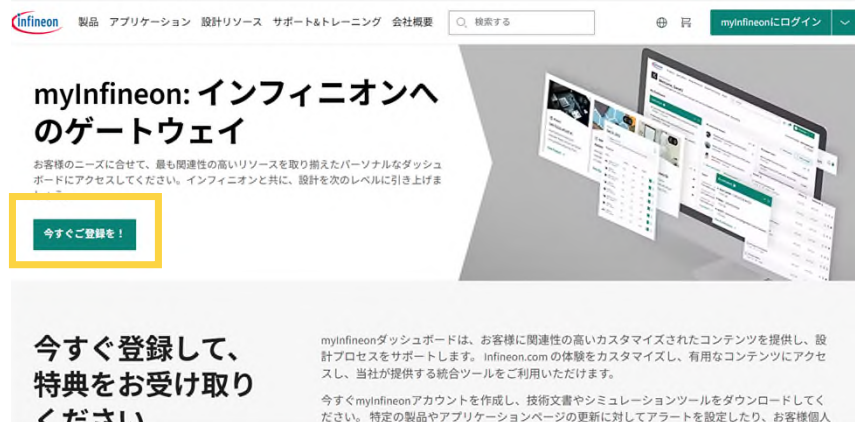 infineon
製品 アプリケーション 設計リソース サポート&トレーニング 会社概要
検索する
myInfineonにログイン
myInfineon: インフィニオンへ
のゲートウェイ
お客様のニーズに合せて、最も関連性の高いリソースを取り揃えたパーソナルなダッシュ
ボードにアクセスしてください。インフィニオンと共に、設計を次のレベルに引き上げま
今すぐご登録を！
今すぐ登録して、
特典をお受け取り
ください
myInfineonダッシュボードは、お客様に関連性の高いカスタマイズされたコンテンツを提供し、設
計プロセスをサポートします。 Infineon.com の体験をカスタマイズし、有用なコンテンツにアクセ
スし、当社が提供する統合ツールをご利用いただけます。
今すぐmyInfineonアカウントを作成し、技術文書やシミュレーションツールをダウンロードしてく
ださい。 特定の製品やアプリケーションページの更新に対してアラートを設定したり、お客様個人